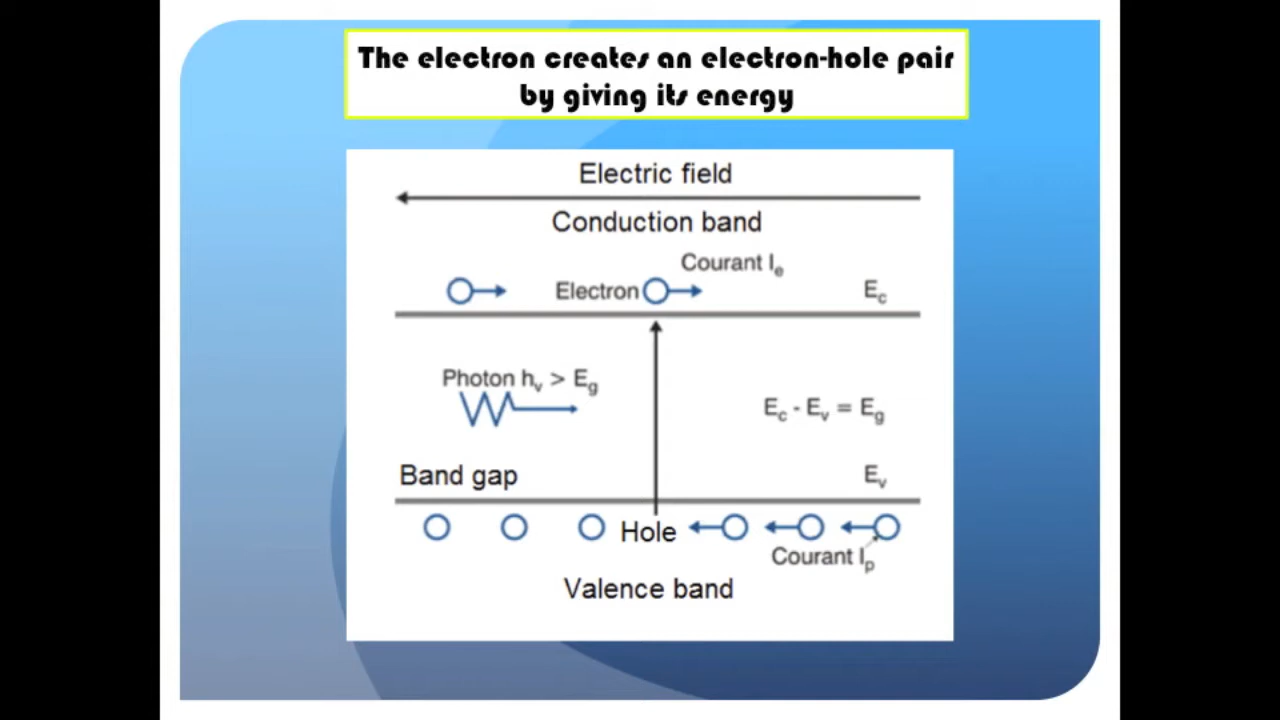 The electron creates an electron-hole pair
by giving its energy
Electric field
Conduction band
Courant Ie
Electron
Ec
Photon hv > Eg
Ec - Ev = Eg
Band gap
Ev
Hole
Courant Ip
Valence band